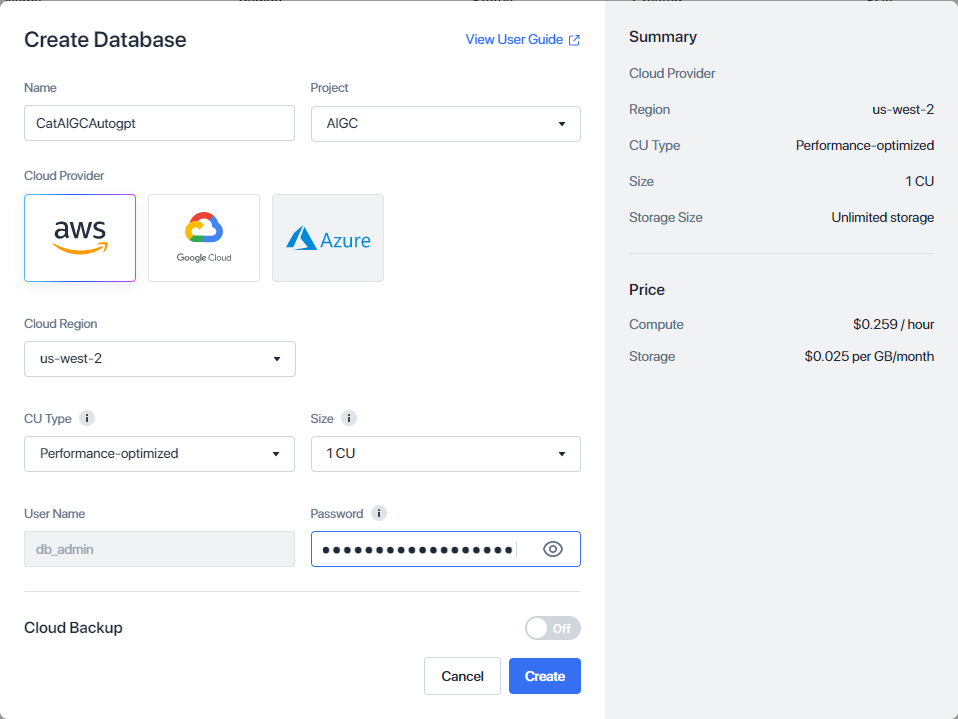 Create Database
View User Guide
Name
Project
CatAIGCAutogpt
AIGC
Cloud Provider
aws
Google Cloud
Azure
Cloud Region
us-west-2
CU Type i
Size i
Performance-optimized
1 CU
User Name
Password i
db_admin
Cloud Backup
Off
Cancel
Create
Summary
Cloud Provider
Region us-west-2
CU Type Performance-optimized
Size 1 CU
Storage Size Unlimited storage
Price
Compute $0.259 / hour
Storage $0.025 per GB/month